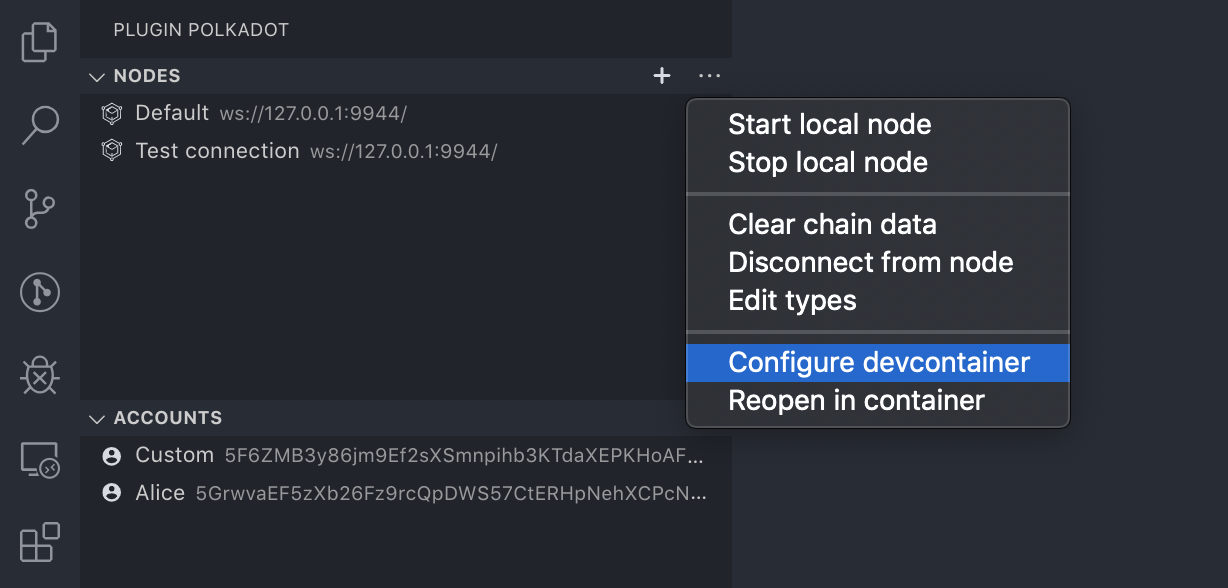 PLUGIN POLKADOT
NODES
Default ws://127.0.0.1:9944/
Test connection ws://127.0.0.1:9944/
Start local node
Stop local node
Clear chain data
Disconnect from node
Edit types
Configure devcontainer
Reopen in container
ACCOUNTS
Custom 5F6ZMB3y86jm9Ef2sXSmnpihb3KTdaXEPKHoAF...
Alice 5GrwvaEF5zXb26Fz9rcQpDWS57CtERHpNehXCPcN...